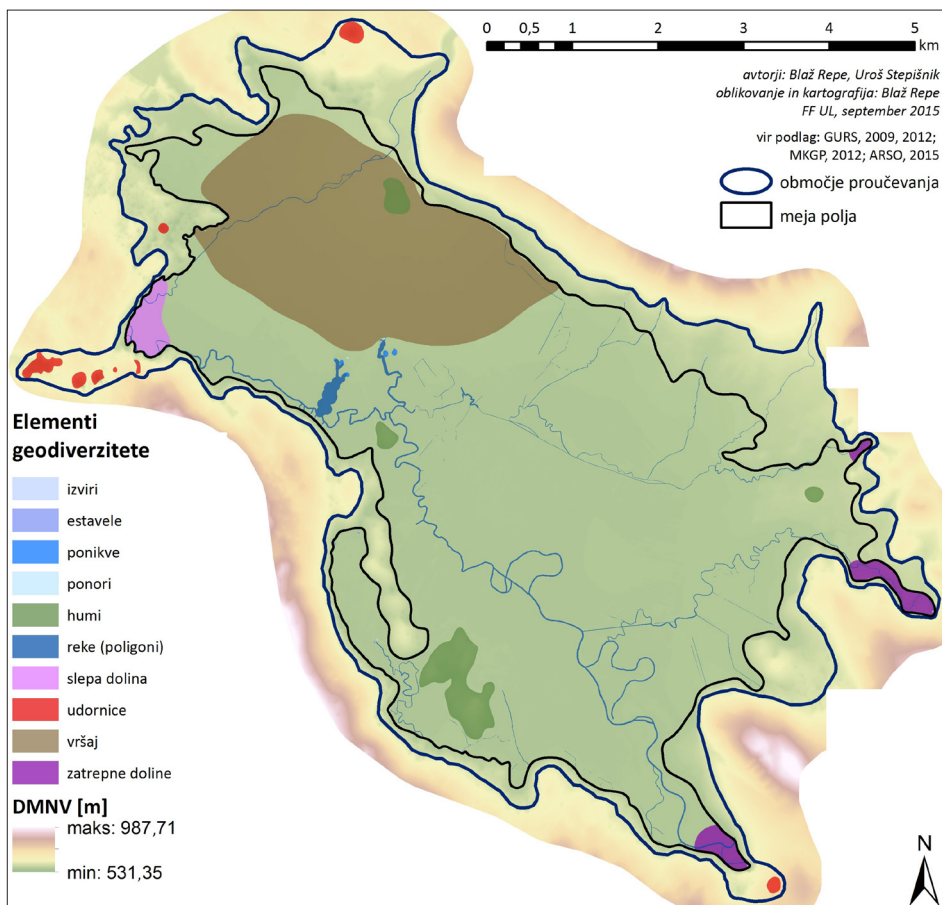 0 0,5 1 2 3 4 5
km
avtorji: Blaž Repe, Uroš Stepišnik
oblikovanje in kartografija: Blaž Repe
FF UL, september 2015
vir podlag: GURS, 2009, 2012;
MKGP, 2012; ARSO, 2015
območje proučevanja
meja polja
Elementi
geodiverzitete
izviri
estavele
ponikve
ponori
humi
reke (poligoni)
slepa dolina
udornice
vršaj
zatrepne doline
DMNV [m]
maks: 987,71
min: 531,35
N